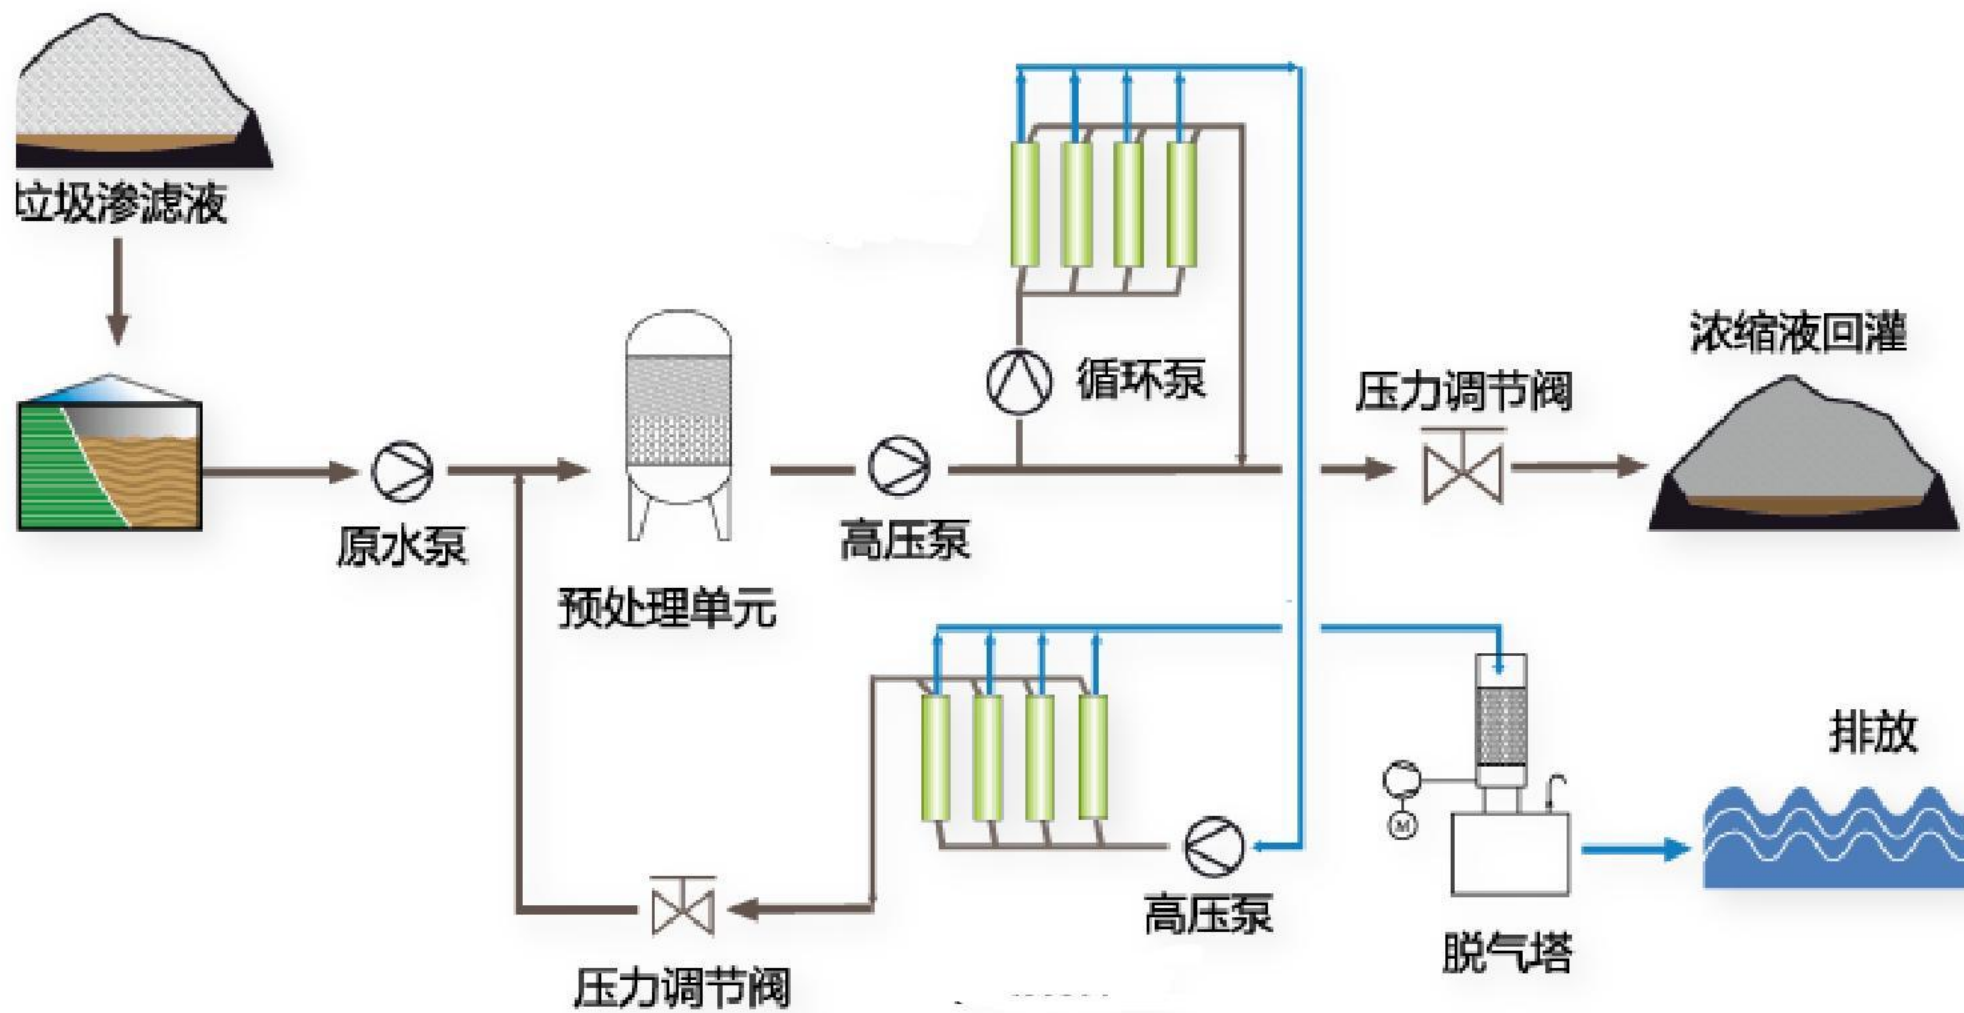 垃圾渗滤液
浓缩液回灌
循环泵
压力调节阀
原水泵
高压泵
预处理单元
排放
高压泵
M
脱气塔
压力调节阀